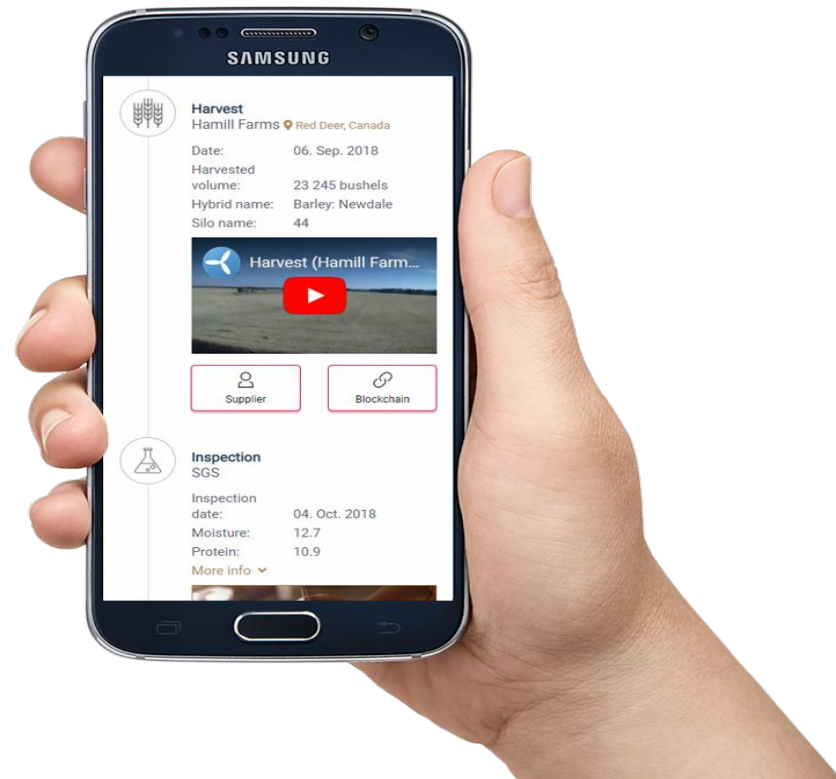 SAMSUNG
Harvest
Hamill Farms Red Deer, Canada
Date: 06. Sep. 2018
Harvested
volume: 23 245 bushels
Hybrid name: Barley: Newdale
Silo name: 44
Harvest (Hamill Farm...
Supplier Blockchain
Inspection
SGS
Inspection
date: 04. Oct. 2018
Moisture: 12.7
Protein: 10.9
More info